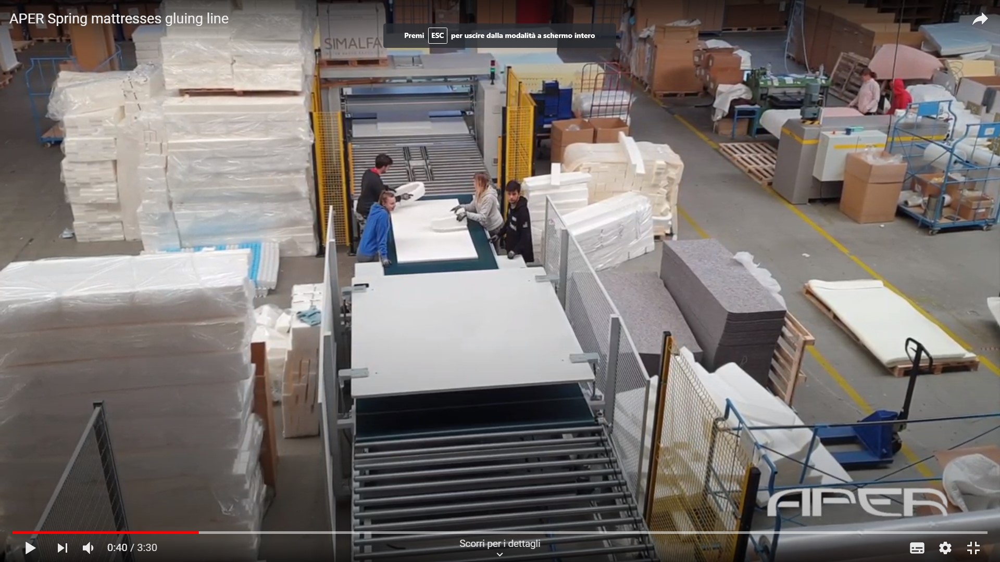 APER Spring mattresses gluing line
Premi ESC per uscire dalla modalità a schermo intero
SIMALFA
APER
0:40 / 3:30
Scorri per i dettagli